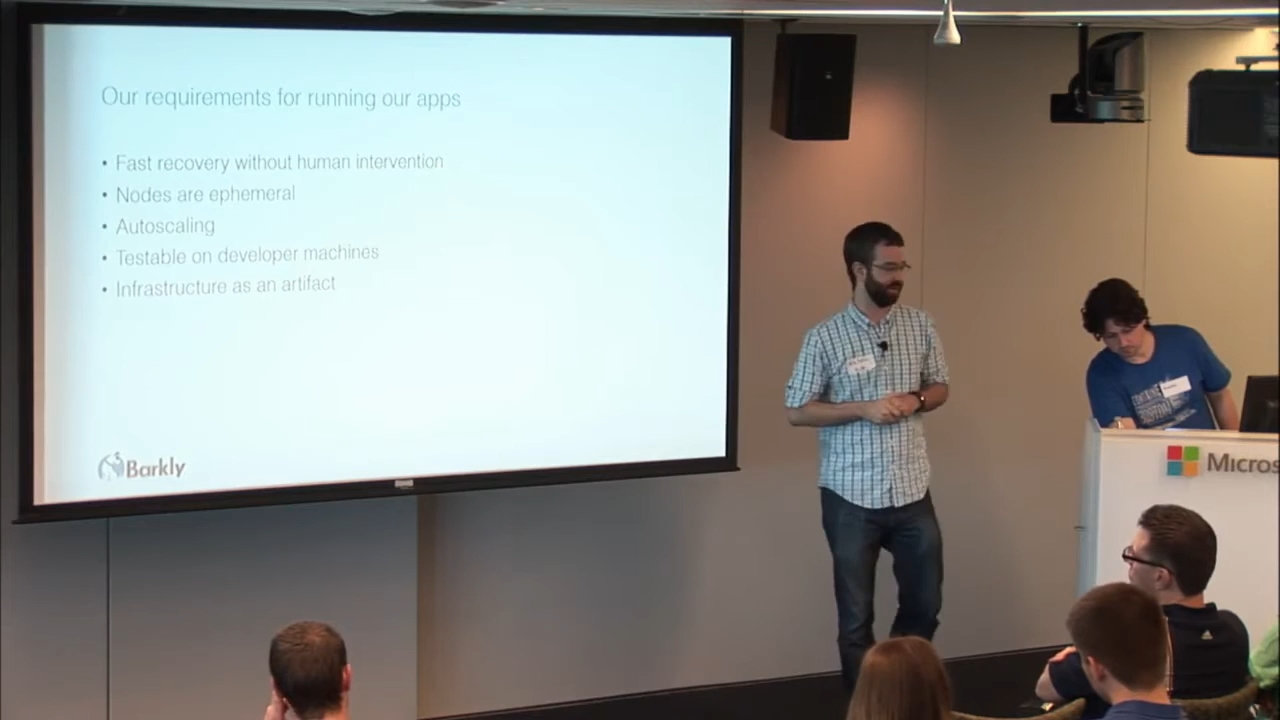 Our requirements for running our apps
• Fast recovery without human intervention
• Nodes are ephemeral
• Autoscaling
• Testable on developer machines
• Infrastructure as an artifact
Barkly
Micros